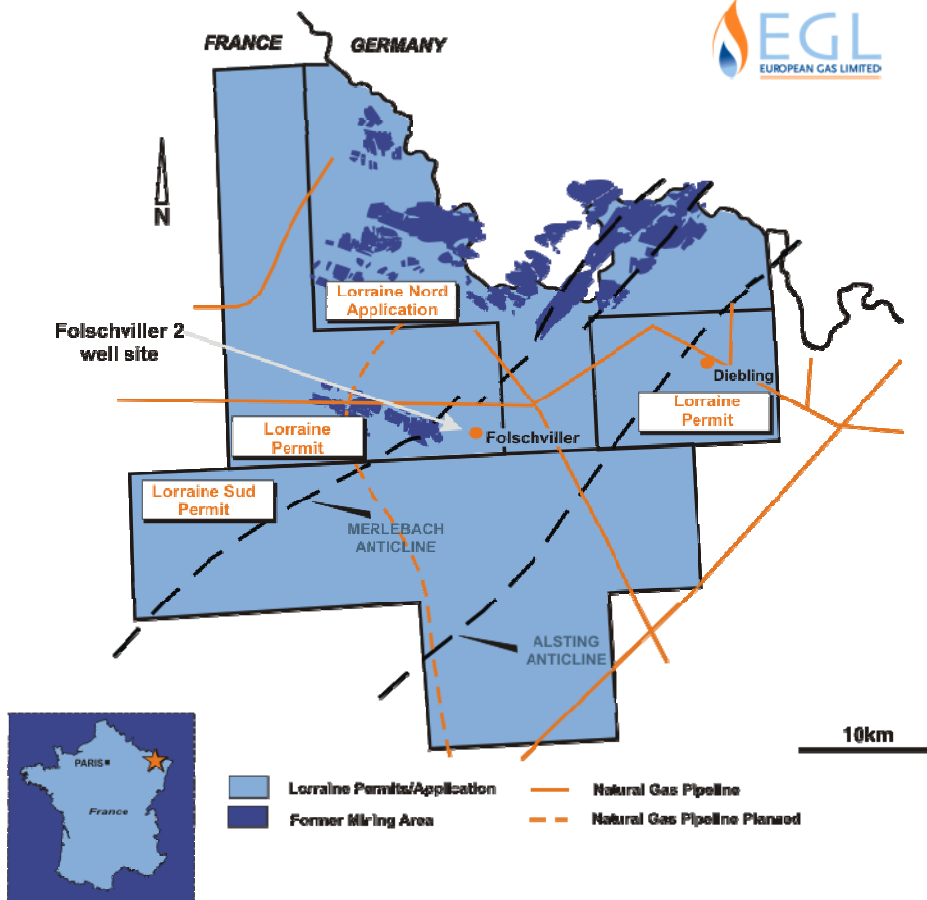 FRANCE
GERMANY
EGL
EUROPEAN GAS LIMITED
N
Lorraine Nord
Application
Folschviller 2
well site
Diebling
Lorraine
Permit
Lorraine
Permit
Folschviller
Lorraine Sud
Permit
MERLEBACH
ANTICLINE
ALSTING
ANTICLINE
10km
PARIS
France
Lorraine Permits/Application
Natural Gas Pipeline
Former Mining Area
Natural Gas Pipeline Planned